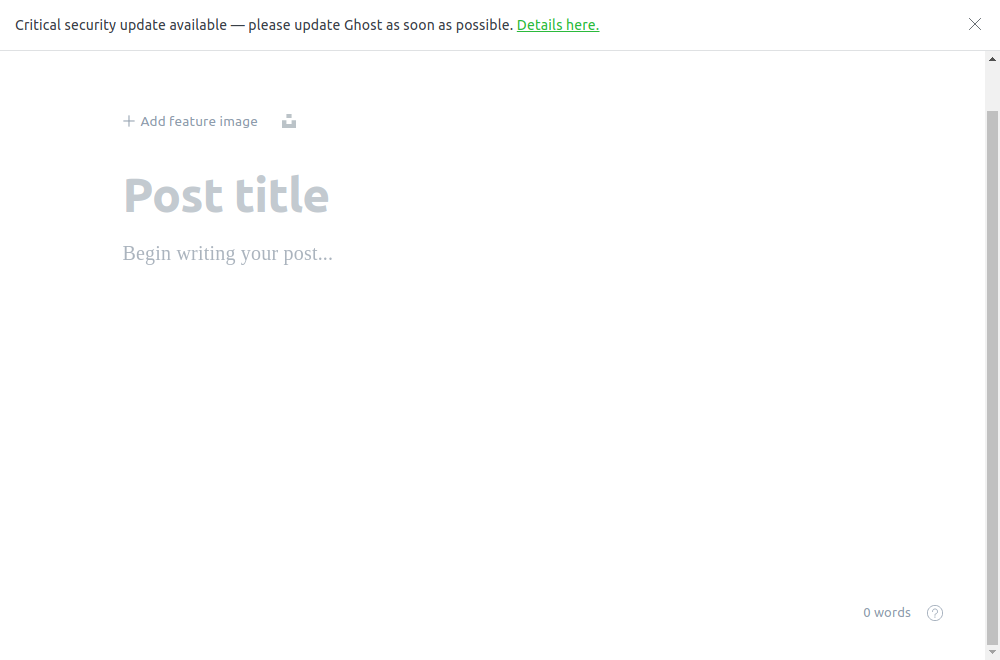 Critical security update available — please update Ghost as soon as possible. Details here.
Add feature image
Post title
Begin writing your post...
0 words
?